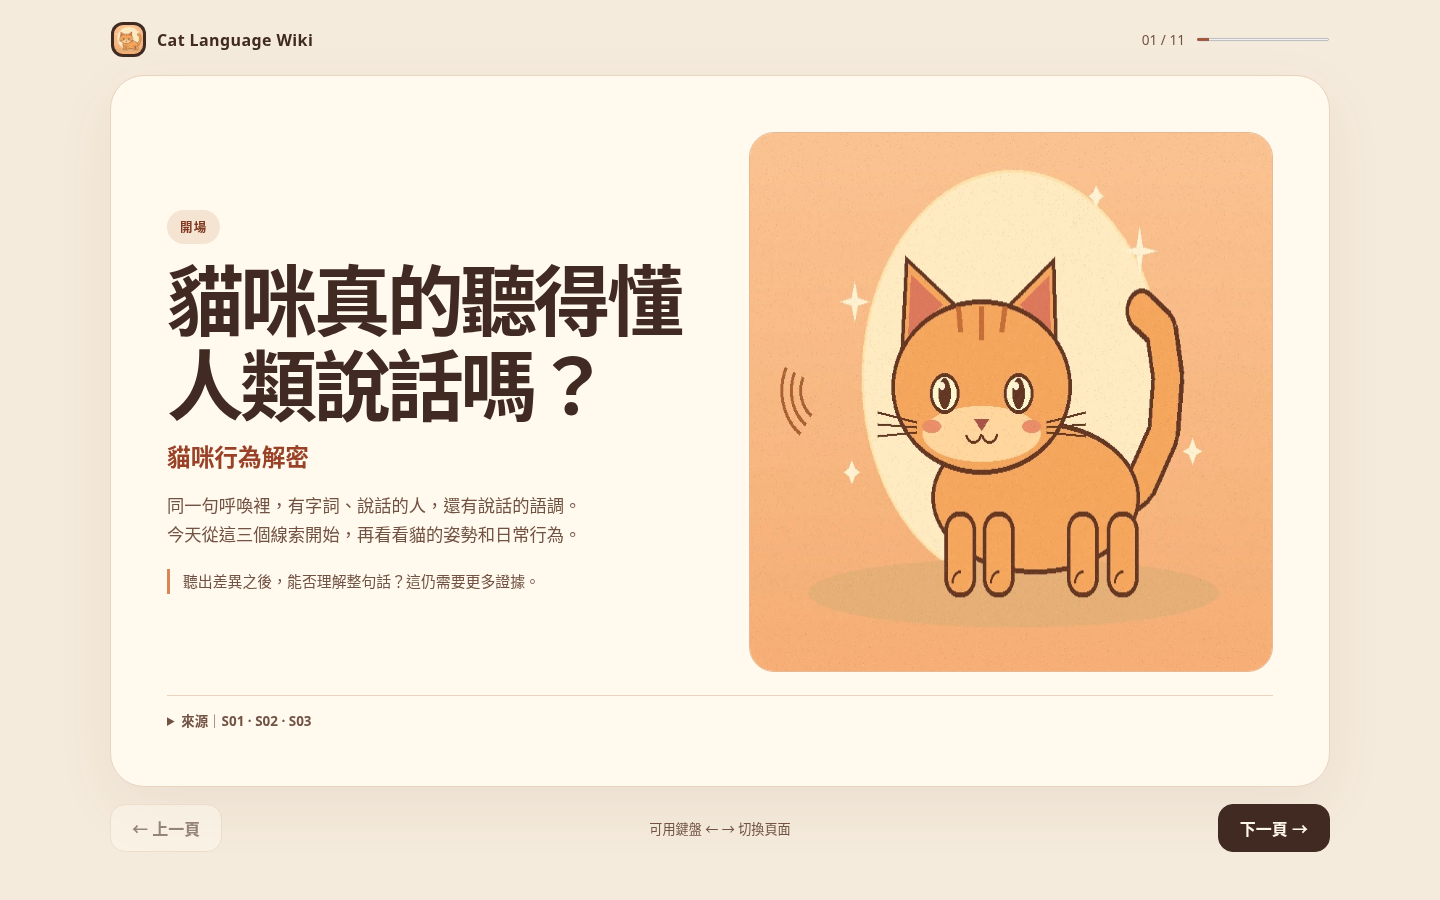 Cat Language Wiki
01 / 11
開場
貓咪真的聽得懂
人類說話嗎？
貓咪行為解密
同一句呼喚裡，有字詞、說話的人，還有說話的語調。
今天從這三個線索開始，再看看貓的姿勢和日常行為。
聽出差異之後，能否理解整句話？這仍需要更多證據。
▶ 來源｜S01 · S02 · S03
← 上一頁
可用鍵盤 ← → 切換頁面
下一頁 →